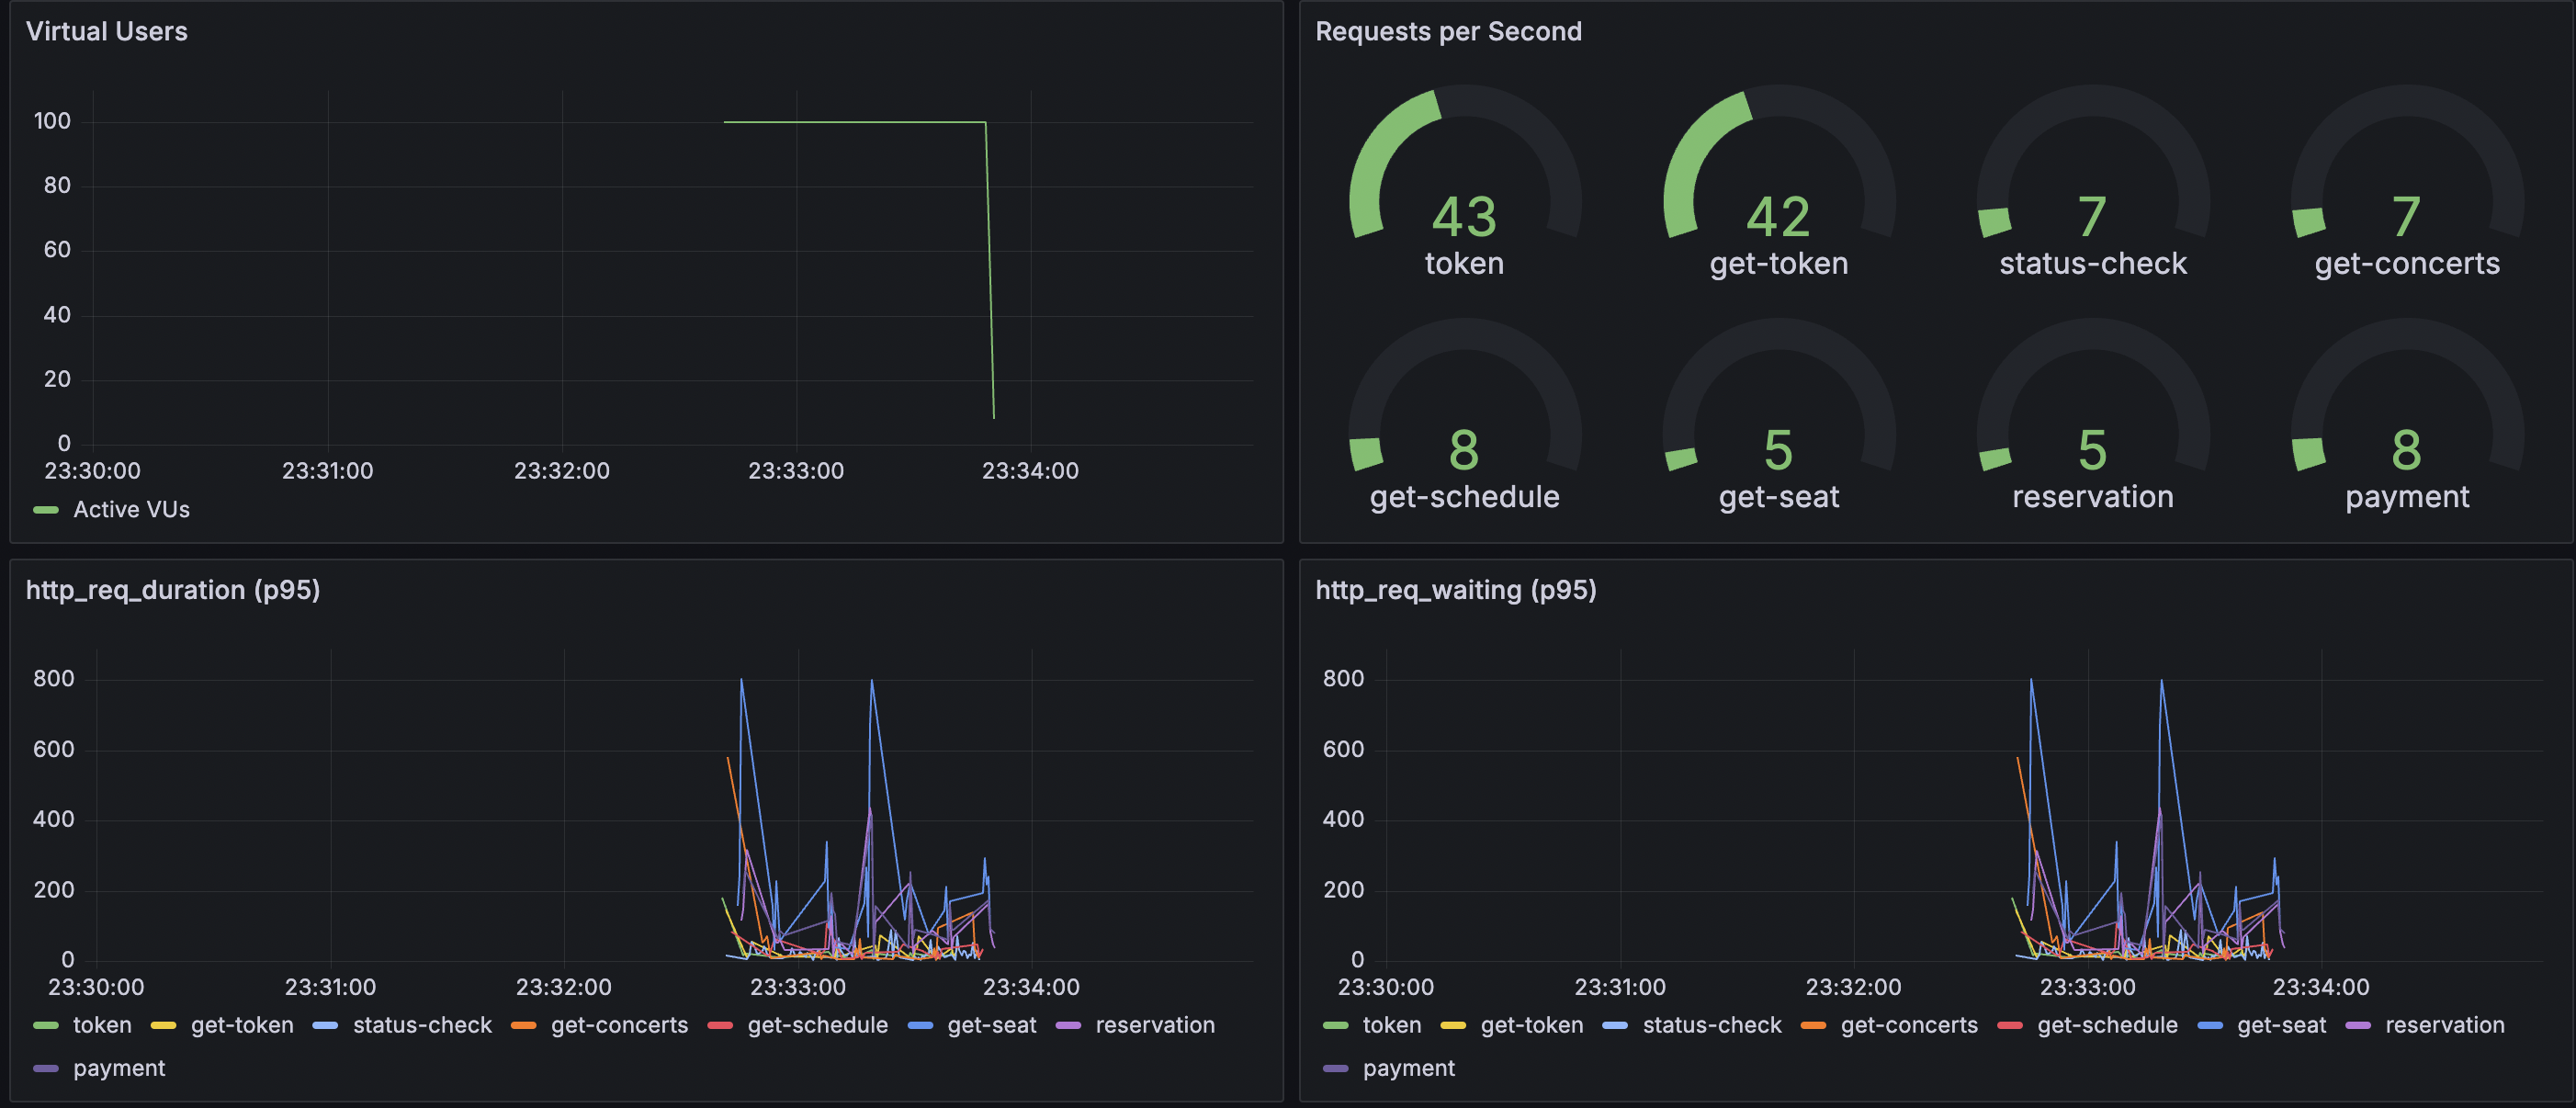 Virtual Users
100
80
60
40
20
0
23:30:00 23:31:00 23:32:00 23:33:00 23:34:00
Active VUs
Requests per Second
43 42 7 7
token get-token status-check get-concerts
8 5 5 8
get-schedule get-seat reservation payment
http_req_duration (p95)
800
600
400
200
0
23:30:00 23:31:00 23:32:00 23:33:00 23:34:00
token get-token status-check get-concerts get-schedule get-seat reservation
payment
http_req_waiting (p95)
800
600
400
200
0
23:30:00 23:31:00 23:32:00 23:33:00 23:34:00
token get-token status-check get-concerts get-schedule get-seat reservation
payment